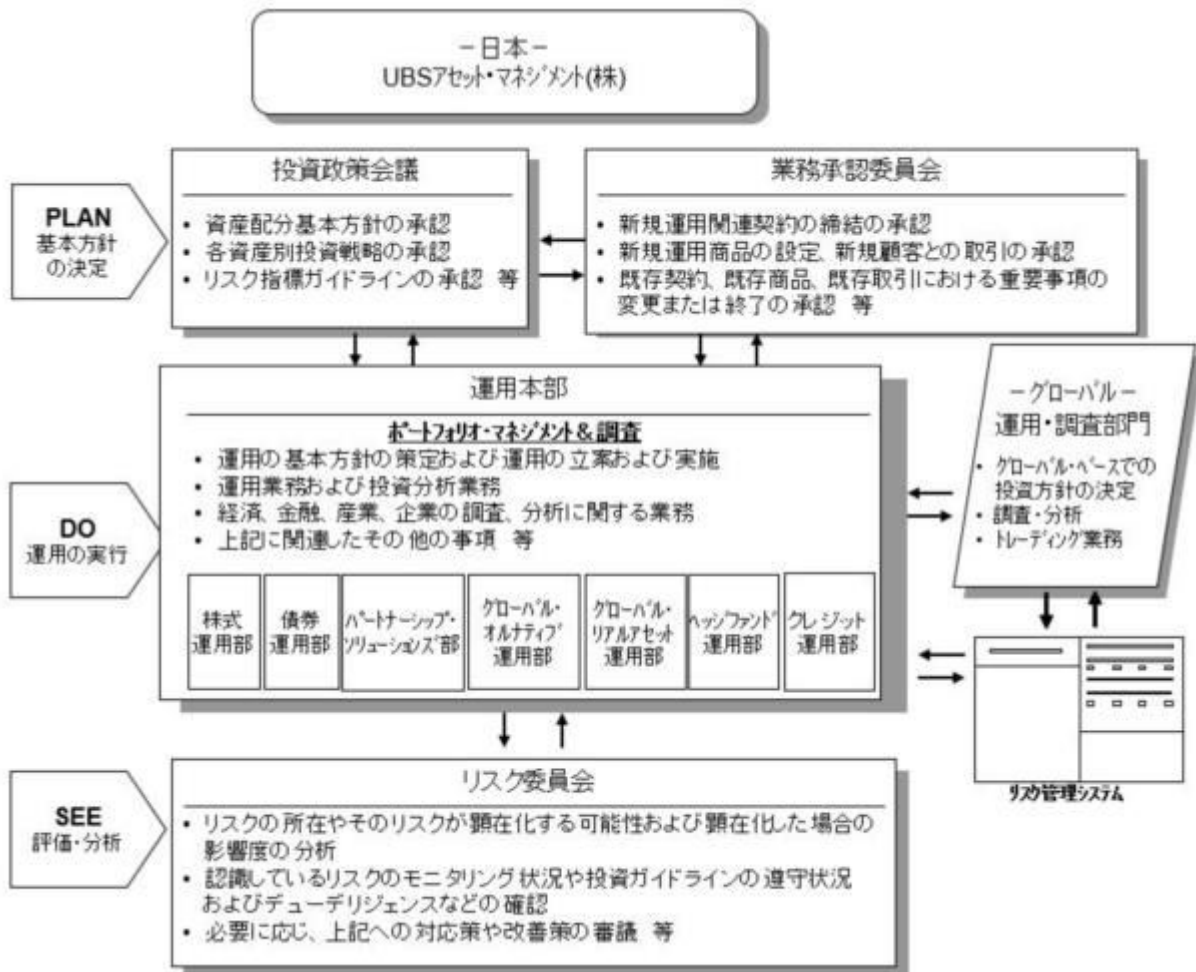 －日本－
UBSｱｾｯﾄ･ﾏﾈｼﾞﾒﾝﾄ(株)
PLAN
基本方針
の決定
投資政策会議
• 資産配分基本方針の承認
• 各資産別投資戦略の承認
• リスク指標ガイドラインの承認 等
業務承認委員会
• 新規運用関連契約の締結の承認
• 新規運用商品の設定、新規顧客との取引の承認
• 既存契約、既存商品、既存取引における重要事項の
変更または終了の承認 等
DO
運用の実行
運用本部
ﾎﾟｰﾄﾌｫﾘｵ･ﾏﾈｼﾞﾒﾝﾄ&調査
• 運用の基本方針の策定および運用の立案および実施
• 運用業務および投資分析業務
• 経済、金融、産業、企業の調査、分析に関する業務
• 上記に関連したその他の事項 等
株式
運用部
債券
運用部
ﾊﾟｰﾄﾅｰｼｯﾌﾟ･
ｿﾘｭｰｼｮﾝｽﾞ部
ｸﾞﾛｰﾊﾞﾙ･
ｵﾙﾅﾃｨﾌﾞ
運用部
ｸﾞﾛｰﾊﾞﾙ･
ﾘｱﾙｱｾｯﾄ
運用部
ﾍｯｼﾞﾌｧﾝﾄﾞ
運用部
ｸﾚｼﾞｯﾄ
運用部
－ｸﾞﾛｰﾊﾞﾙ－
運用・調査部門
• ｸﾞﾛｰﾊﾞﾙ･ﾍﾞｰｽでの
投資方針の決定
• 調査・分析
• ﾄﾚｰﾃﾞｨﾝｸﾞ業務
ﾘｽｸ管理ｼｽﾃﾑ
SEE
評価・分析
リスク委員会
• リスクの所在やそのリスクが顕在化する可能性および顕在化した場合の
影響度の分析
• 認識しているリスクのモニタリング状況や投資ガイドラインの遵守状況
およびデューデリジェンスなどの確認
• 必要に応じ、上記への対応策や改善策の審議 等